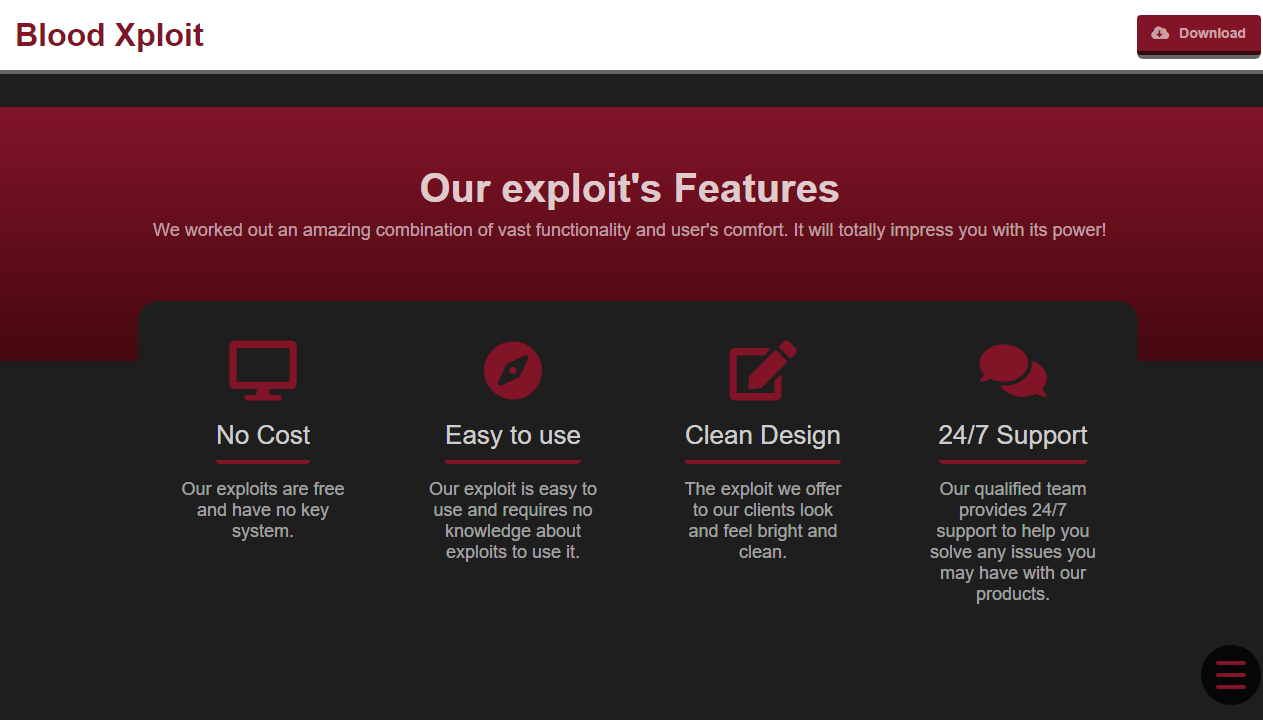 Blood Xploit
Download
Our exploit's Features
We worked out an amazing combination of vast functionality and user's comfort. It will totally impress you with its power!
No Cost
Our exploits are free
and have no key
system.
Easy to use
Our exploit is easy to
use and requires no
knowledge about
exploits to use it.
Clean Design
The exploit we offer
to our clients look
and feel bright and
clean.
24/7 Support
Our qualified team
provides 24/7
support to help you
solve any issues you
may have with our
products.